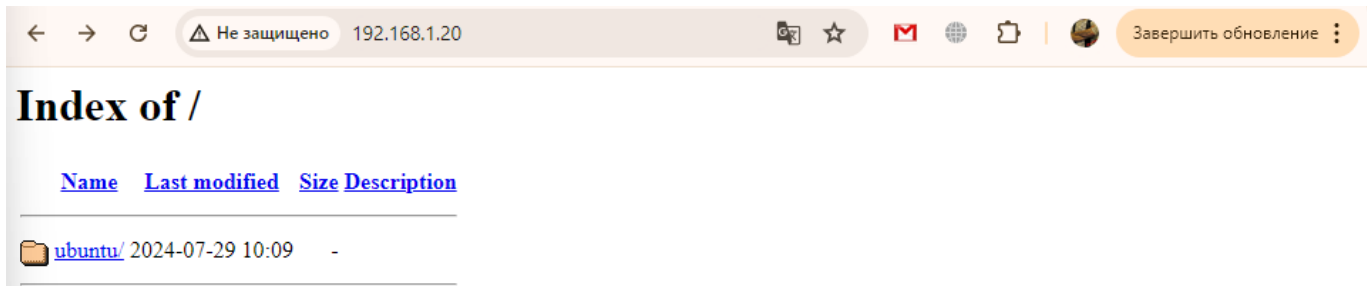 Не защищено 192.168.1.20 Завершить обновление
Index of /
Name Last modified Size Description
ubuntu/ 2024-07-29 10:09 -